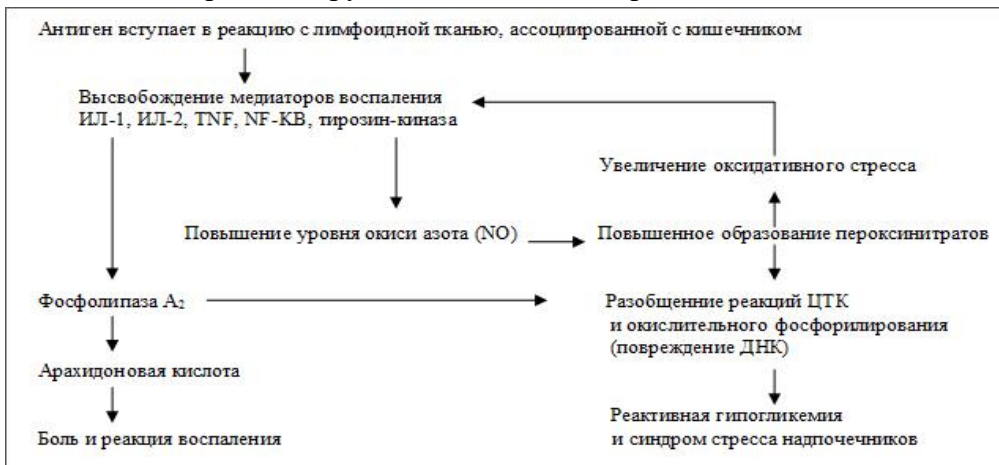 Антиген вступает в реакцию с лимфоидной тканью, ассоциированной с кишечником
Высвобождение медиаторов воспаления
ИЛ-1, ИЛ-2, TNF, NF-KB, тирозин-киназа
Увеличение оксидативного стресса
Повышение уровня окиси азота (NO)
Повышенное образование пероксинитратов
Фосфолипаза А₂
Разобщенние реакций ЦТК
и окислительного фосфорилирования
(повреждение ДНК)
Арахидоновая кислота
Реактивная гипогликемия
и синдром стресса надпочечников
Боль и реакция воспаления